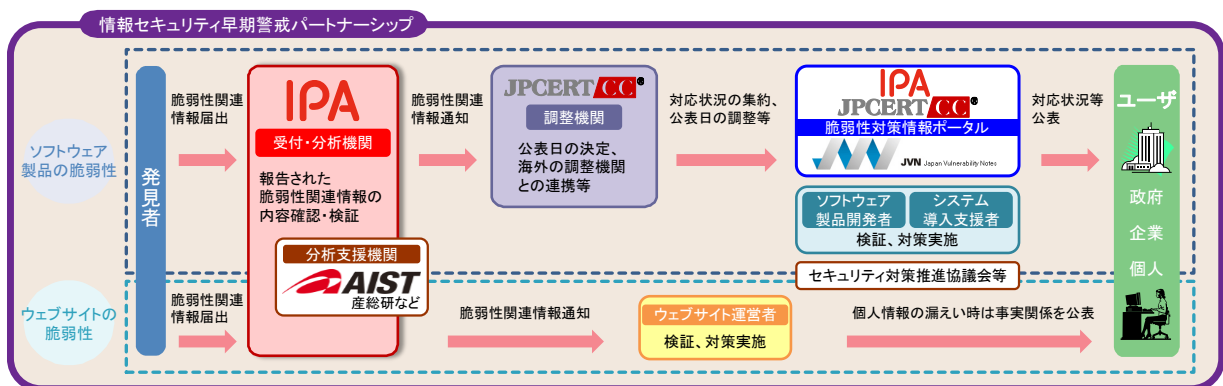 情報セキュリティ早期警戒パートナーシップ
ソフトウェア
製品の脆弱性
発見者
脆弱性関連
情報届出
IPA
受付・分析機関
報告された
脆弱性関連情報の
内容確認・検証
分析支援機関
AIST
産総研など
脆弱性関連
情報通知
JPCERT CC®
調整機関
公表日の決定、
海外の調整機関
との連携等
対応状況の集約、
公表日の調整等
IPA
JPCERT CC®
脆弱性対策情報ポータル
JVN Japan Vulnerability Notes
ソフトウェア
製品開発者
システム
導入支援者
検証、対策実施
セキュリティ対策推進協議会等
対応状況等
公表
ユーザ
政府
企業
個人
ウェブサイトの
脆弱性
脆弱性関連
情報届出
脆弱性関連情報通知
ウェブサイト運営者
検証、対策実施
個人情報の漏えい時は事実関係を公表